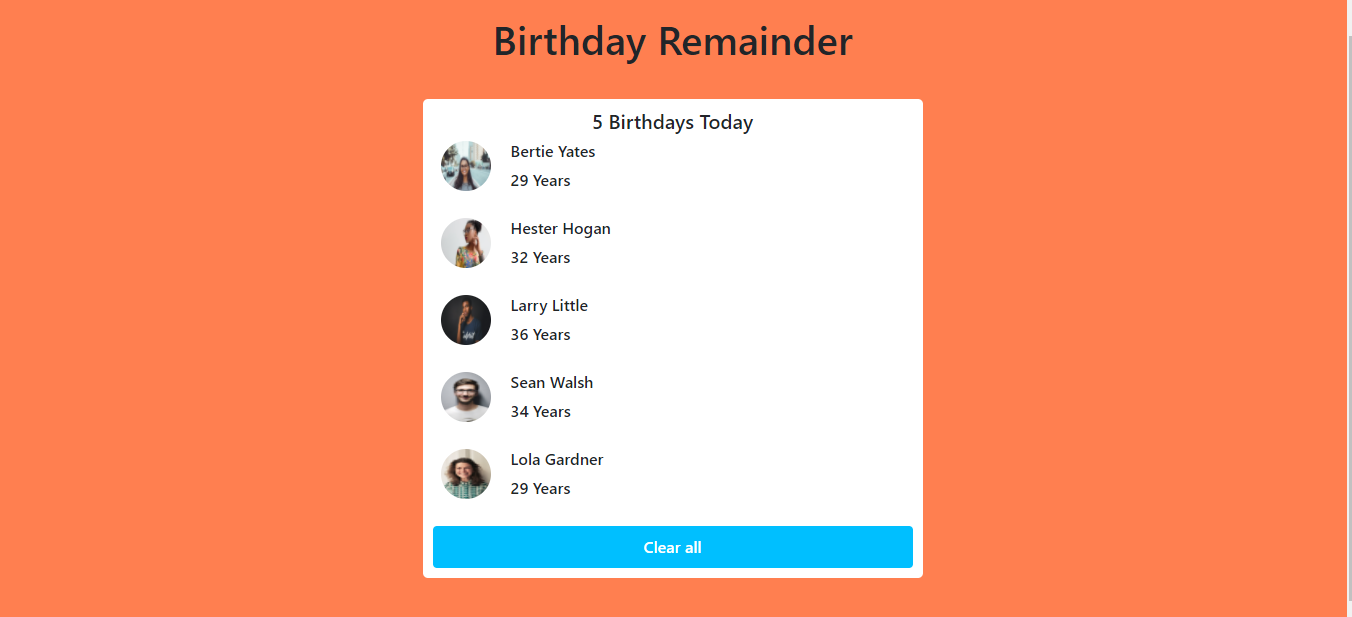 Birthday Remainder
5 Birthdays Today
Bertie Yates
29 Years
Hester Hogan
32 Years
Larry Little
36 Years
Sean Walsh
34 Years
Lola Gardner
29 Years
Clear all